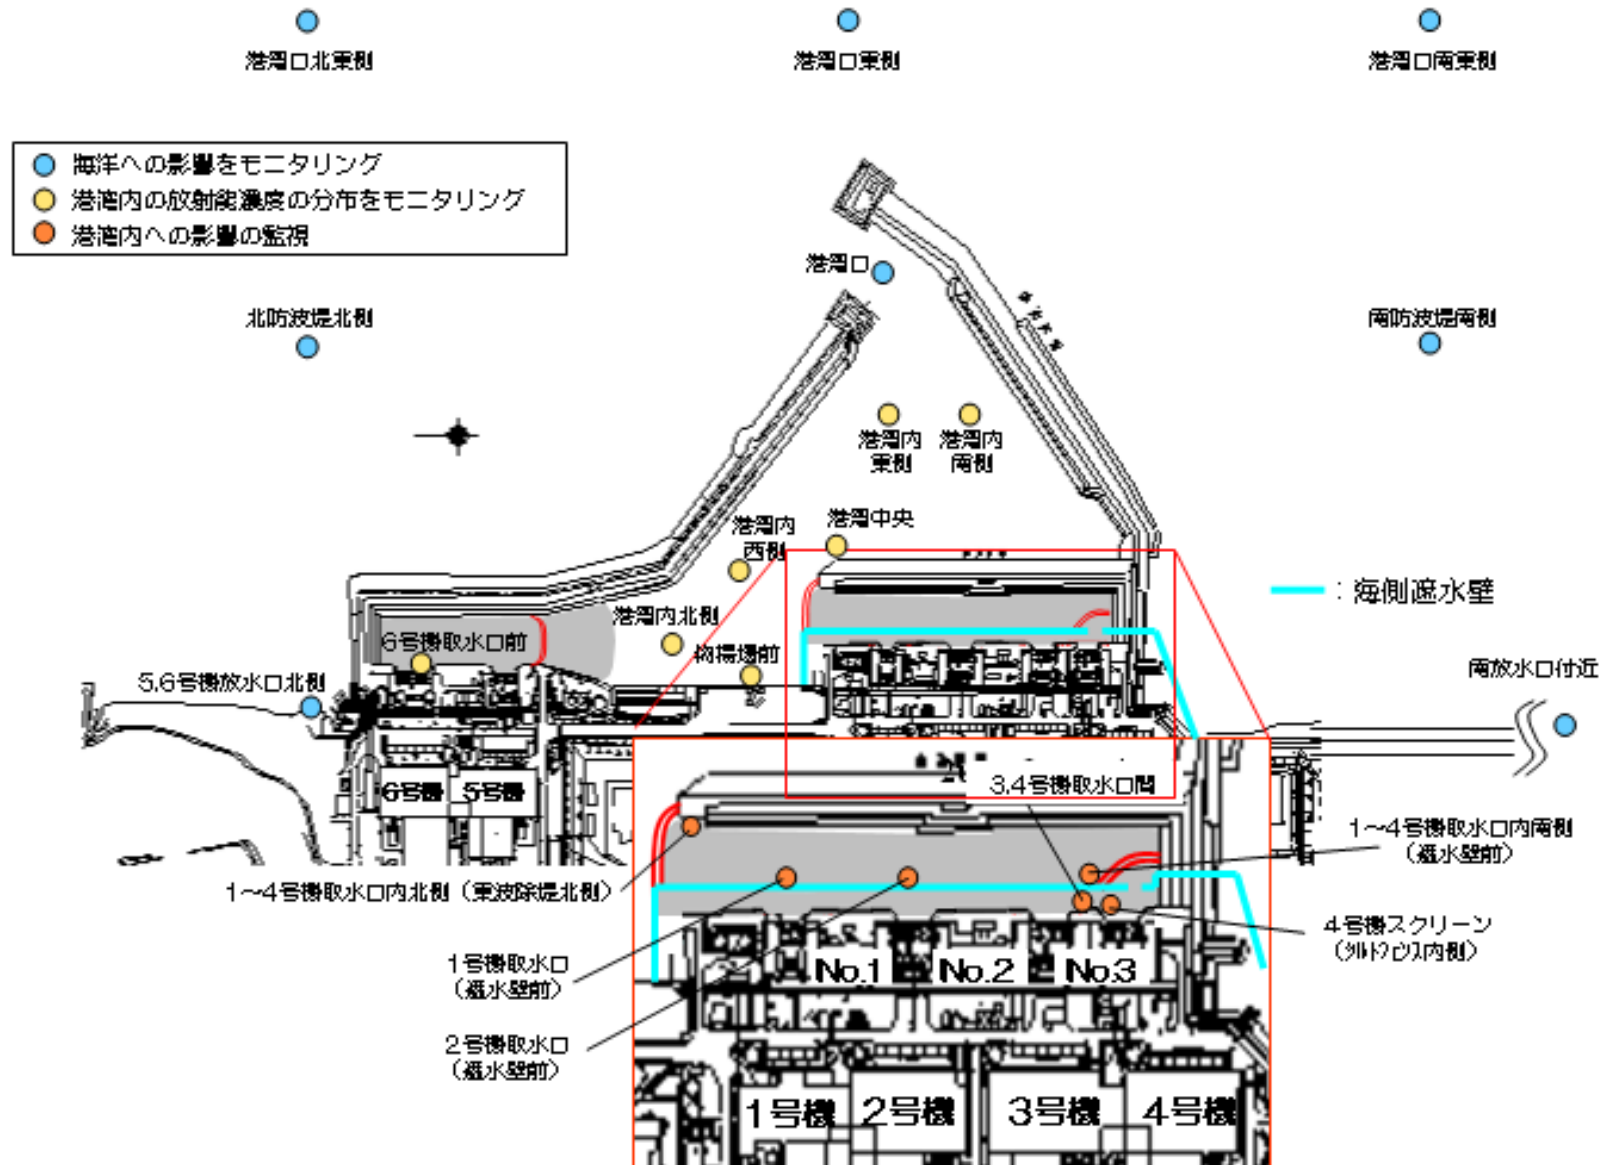 港湾口北東側
港湾口東側
港湾口南東側
海洋への影響をモニタリング
港湾内の放射能濃度の分布をモニタリング
港湾内への影響の監視
港湾口
北防波堤北側
南防波堤南側
港湾内
東側
港湾内
南側
港湾中央
港湾内
西側
:海側遮水壁
港湾内北側
6号機取水口前
物揚場前
5,6号機放水口北側
南放水口付近
6号機
5号機
3,4号機取水口間
1～4号機取水口内南側
(遮水壁前)
1～4号機取水口内北側(東波除堤北側)
4号機スクリーン
(シルトフェンス内側)
1号機取水口
(遮水壁前)
No.1
No.2
No.3
2号機取水口
(遮水壁前)
1号機
2号機
3号機
4号機